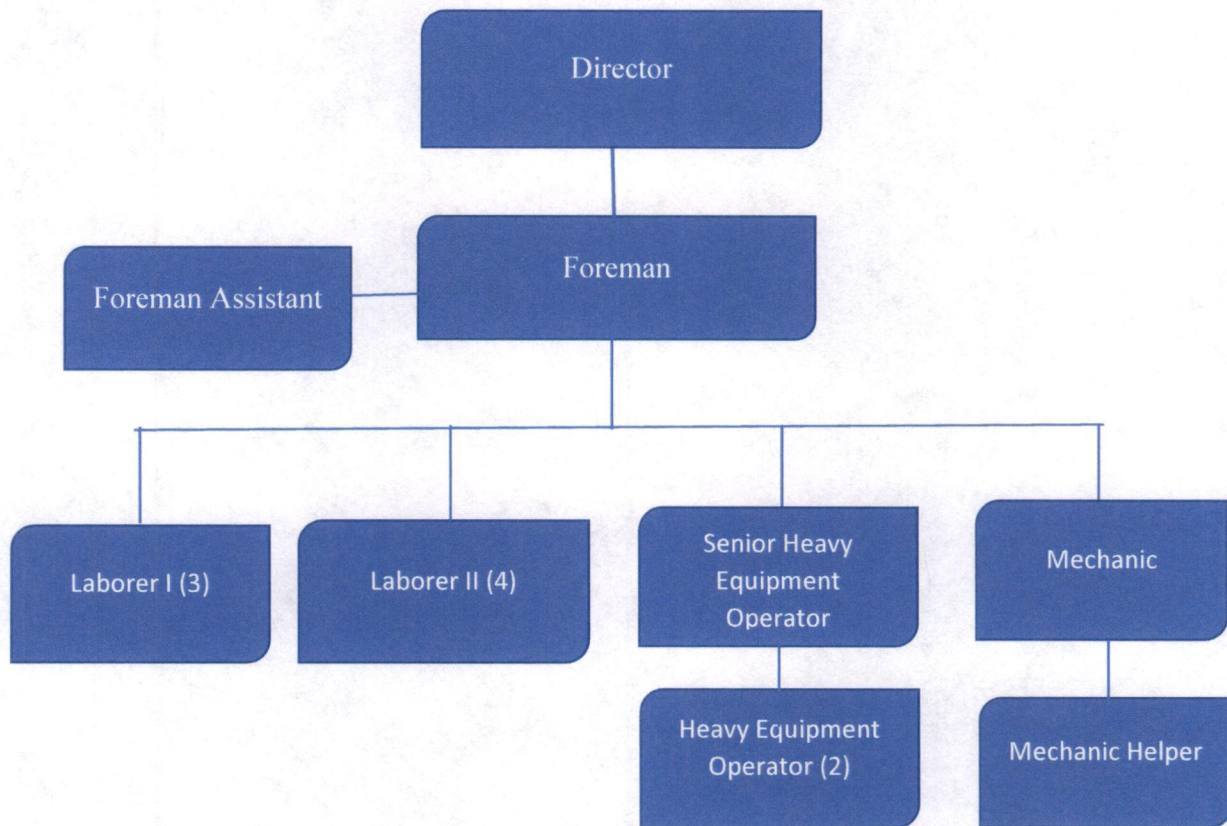 Director
Foreman
Foreman Assistant
Laborer I (3)
Laborer II (4)
Senior Heavy
Equipment
Operator
Mechanic
Heavy Equipment
Operator (2)
Mechanic Helper